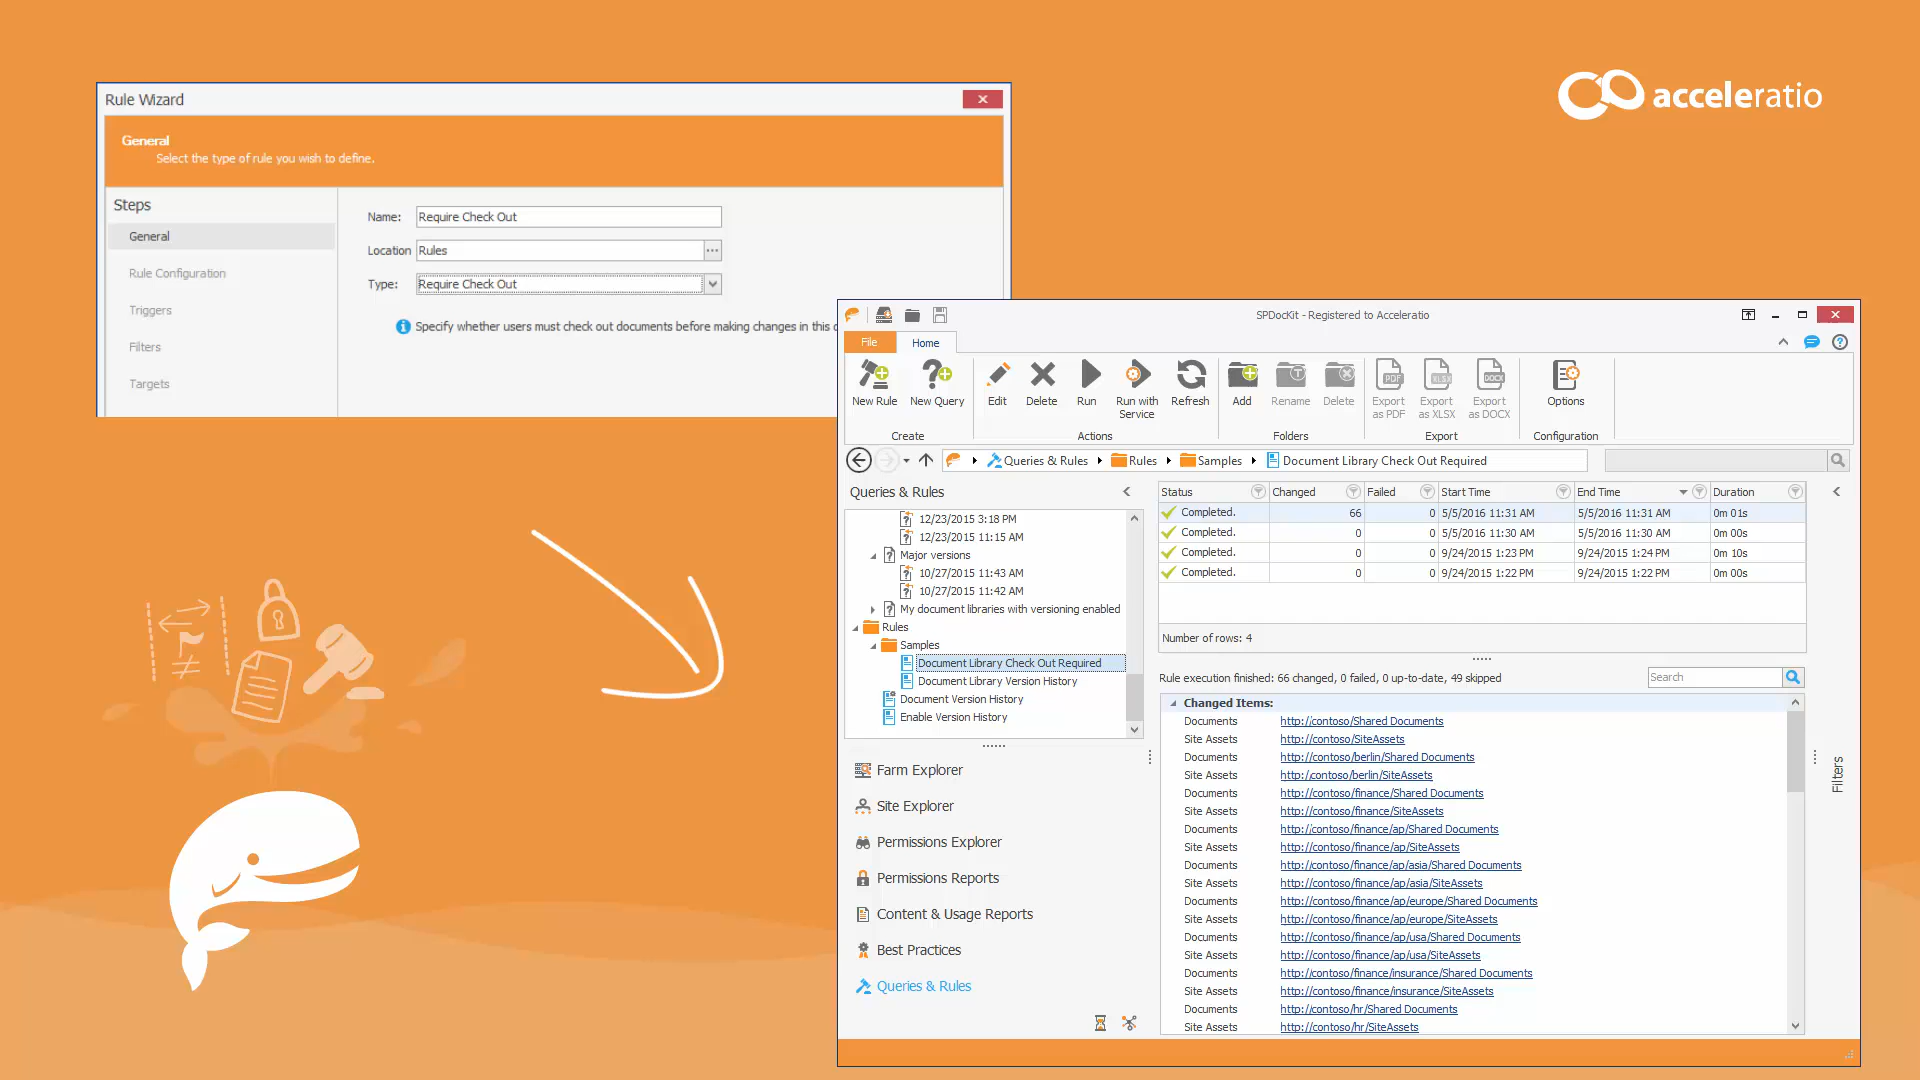 acceleratio
Rule Wizard
General
Select the type of rule you wish to define.
Steps
General
Rule Configuration
Triggers
Filters
Targets
Name: Require Check Out
Location Rules
Type: Require Check Out
Specify whether users must check out documents before making changes in this
SPDocKit - Registered to Acceleratio
File Home
New Rule New Query Edit Delete Run Run with Service Refresh Add Rename Delete Export as PDF Export as XLSX Export as DOCX Options
Create Actions Folders Export Configuration
Queries & Rules Rules Samples Document Library Check Out Required
Queries & Rules
12/23/2015 3:18 PM
12/23/2015 11:15 AM
Major versions
10/27/2015 11:43 AM
10/27/2015 11:42 AM
My document libraries with versioning enabled
Rules
Samples
Document Library Check Out Required
Document Library Version History
Document Version History
Enable Version History
Farm Explorer
Site Explorer
Permissions Explorer
Permissions Reports
Content & Usage Reports
Best Practices
Queries & Rules
Status Changed Failed Start Time End Time Duration
Completed. 66 0 5/5/2016 11:31 AM 5/5/2016 11:31 AM 0m 01s
Completed. 0 0 5/5/2016 11:30 AM 5/5/2016 11:30 AM 0m 00s
Completed. 0 0 9/24/2015 1:23 PM 9/24/2015 1:24 PM 0m 10s
Completed. 0 0 9/24/2015 1:22 PM 9/24/2015 1:22 PM 0m 00s
Number of rows: 4
Rule execution finished: 66 changed, 0 failed, 0 up-to-date, 49 skipped
Search
Changed Items:
Documents http://contoso/Shared Documents
Site Assets http://contoso/SiteAssets
Documents http://contoso/berlin/Shared Documents
Site Assets http://contoso/berlin/SiteAssets
Documents http://contoso/finance/Shared Documents
Site Assets http://contoso/finance/SiteAssets
Documents http://contoso/finance/ap/Shared Documents
Site Assets http://contoso/finance/ap/SiteAssets
Documents http://contoso/finance/ap/asia/Shared Documents
Site Assets http://contoso/finance/ap/asia/SiteAssets
Documents http://contoso/finance/ap/europe/Shared Documents
Site Assets http://contoso/finance/ap/europe/SiteAssets
Documents http://contoso/finance/ap/usa/Shared Documents
Site Assets http://contoso/finance/ap/usa/SiteAssets
Documents http://contoso/finance/insurance/Shared Documents
Site Assets http://contoso/finance/insurance/SiteAssets
Documents http://contoso/hr/Shared Documents
Site Assets http://contoso/hr/SiteAssets
Filters